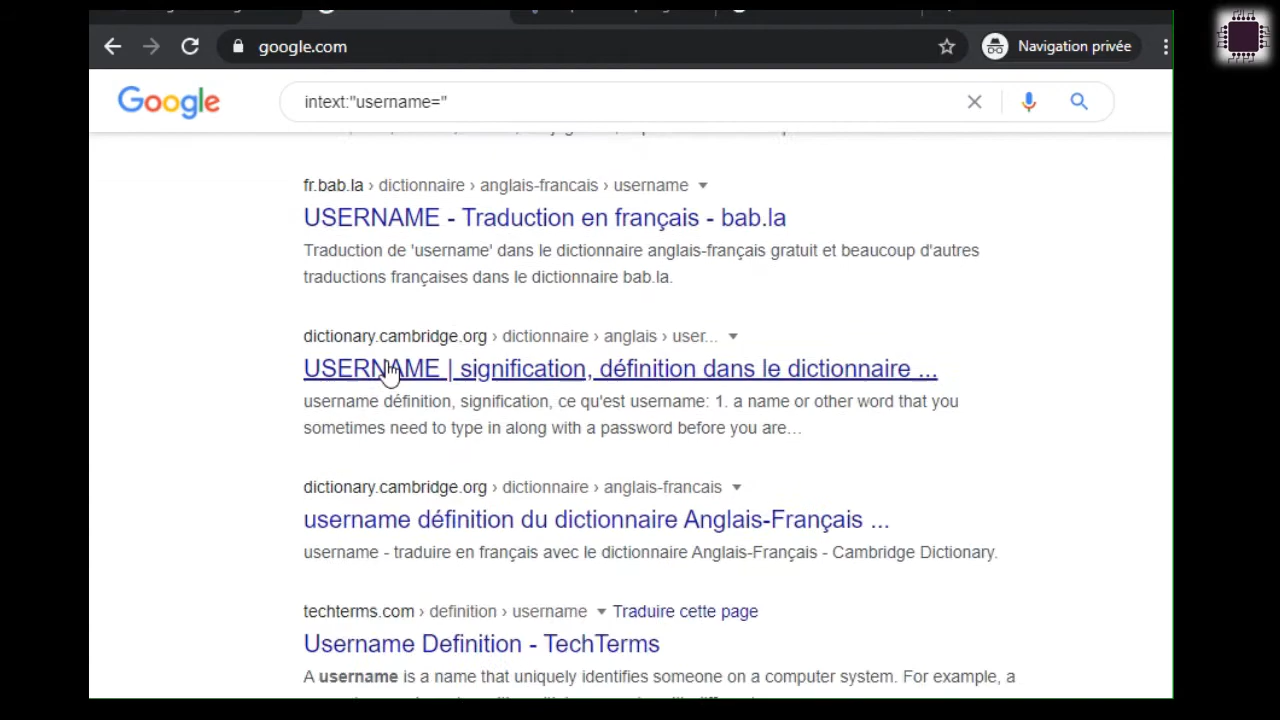 google.com
Navigation privée
Google
intext:"username="
fr.bab.la › dictionnaire › anglais-francais › username
USERNAME - Traduction en français - bab.la
Traduction de 'username' dans le dictionnaire anglais-français gratuit et beaucoup d'autres
traductions françaises dans le dictionnaire bab.la.
dictionary.cambridge.org › dictionnaire › anglais › user...
USERNAME | signification, définition dans le dictionnaire ...
username définition, signification, ce qu'est username: 1. a name or other word that you
sometimes need to type in along with a password before you are…
dictionary.cambridge.org › dictionnaire › anglais-francais
username définition du dictionnaire Anglais-Français ...
username - traduire en français avec le dictionnaire Anglais-Français - Cambridge Dictionary.
techterms.com › definition › username Traduire cette page
Username Definition - TechTerms
A username is a name that uniquely identifies someone on a computer system. For example, a